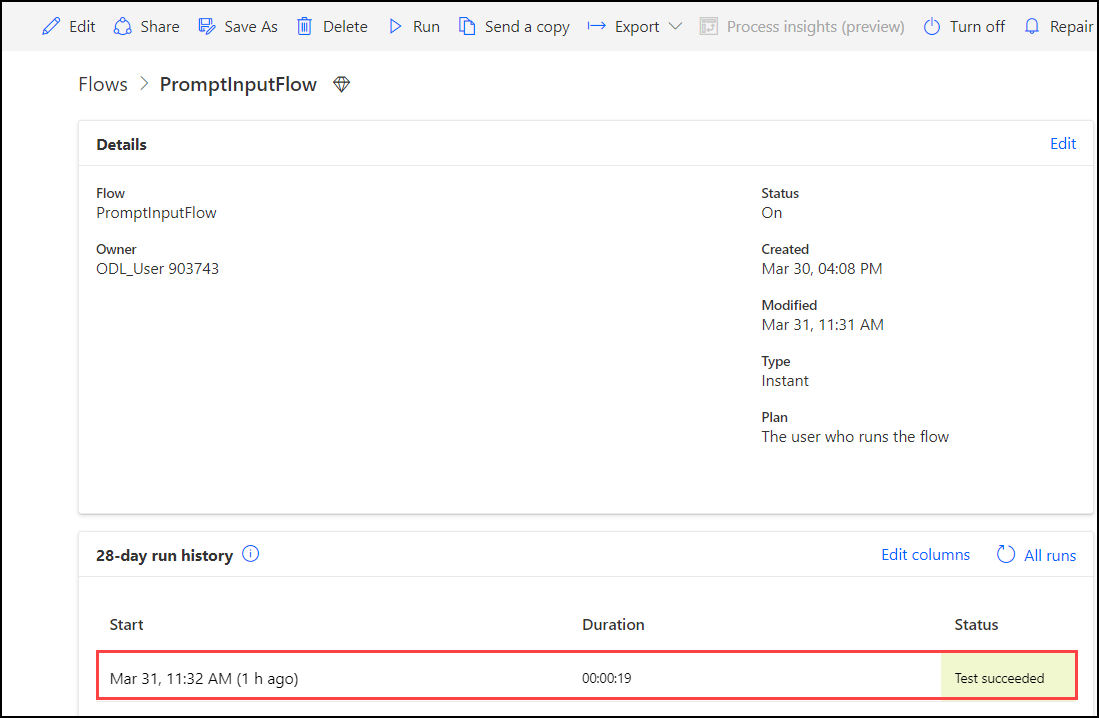 Edit Share Save As Delete Run Send a copy Export Process insights (preview) Turn off Repair
Flows > PromptInputFlow
Details Edit
Flow
PromptInputFlow
Owner
ODL_User 903743
Status
On
Created
Mar 30, 04:08 PM
Modified
Mar 31, 11:31 AM
Type
Instant
Plan
The user who runs the flow
28-day run history Edit columns All runs
Start Duration Status
Mar 31, 11:32 AM (1 h ago) 00:00:19 Test succeeded